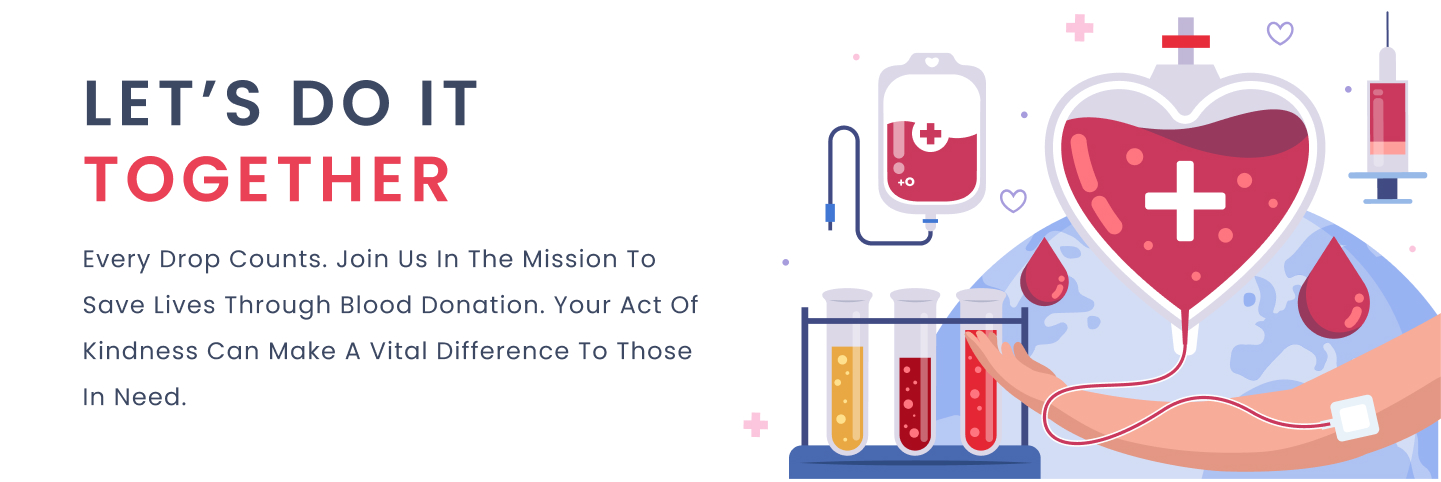 LET’S DO IT
TOGETHER
Every Drop Counts. Join Us In The Mission To
Save Lives Through Blood Donation. Your Act Of
Kindness Can Make A Vital Difference To Those
In Need.
+O